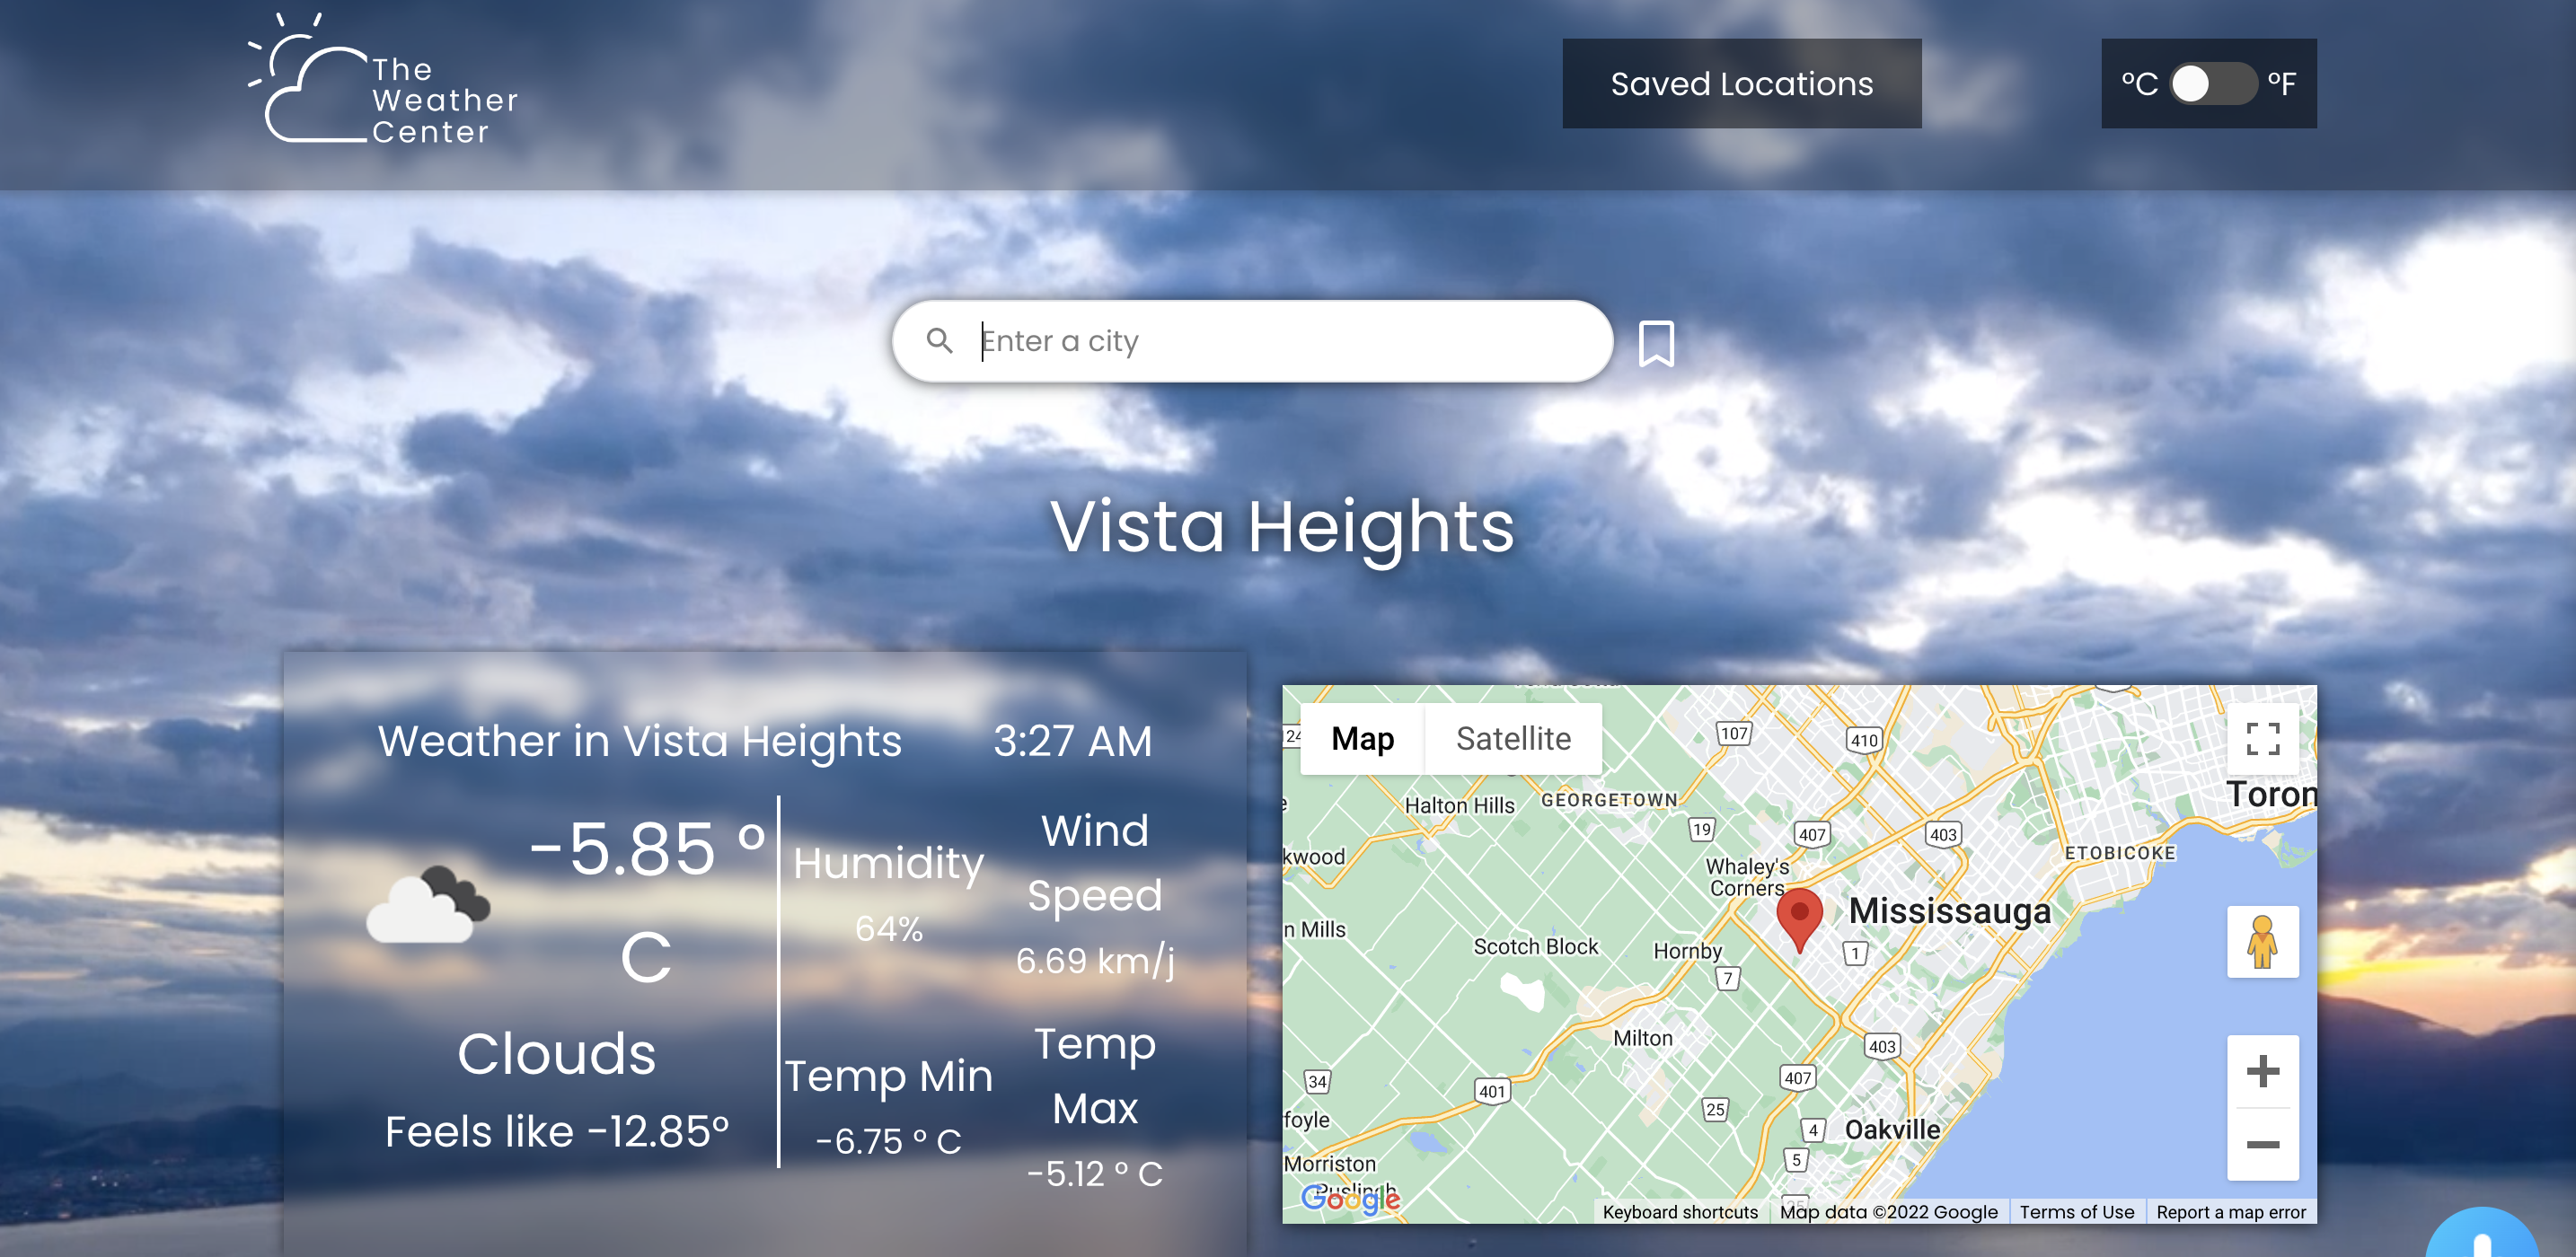 The
Weather
Center
Saved Locations
°C
°F
Enter a city
Vista Heights
Weather in Vista Heights
3:27 AM
-5.85 °
C
Clouds
Feels like -12.85°
Humidity
64%
Wind
Speed
6.69 km/j
Temp Min
-6.75 ° C
Temp
Max
-5.12 ° C
Map
Satellite
107
410
24
Halton Hills
GEORGETOWN
Toron
19
407
403
kwood
Whaley's
Corners
ETOBICOKE
Mississauga
n Mills
Scotch Block
Hornby
1
7
Milton
403
34
401
407
25
foyle
4
Oakville
5
Morriston
Puslinch
Google
25
Keyboard shortcuts
Map data ©2022 Google
Terms of Use
Report a map error